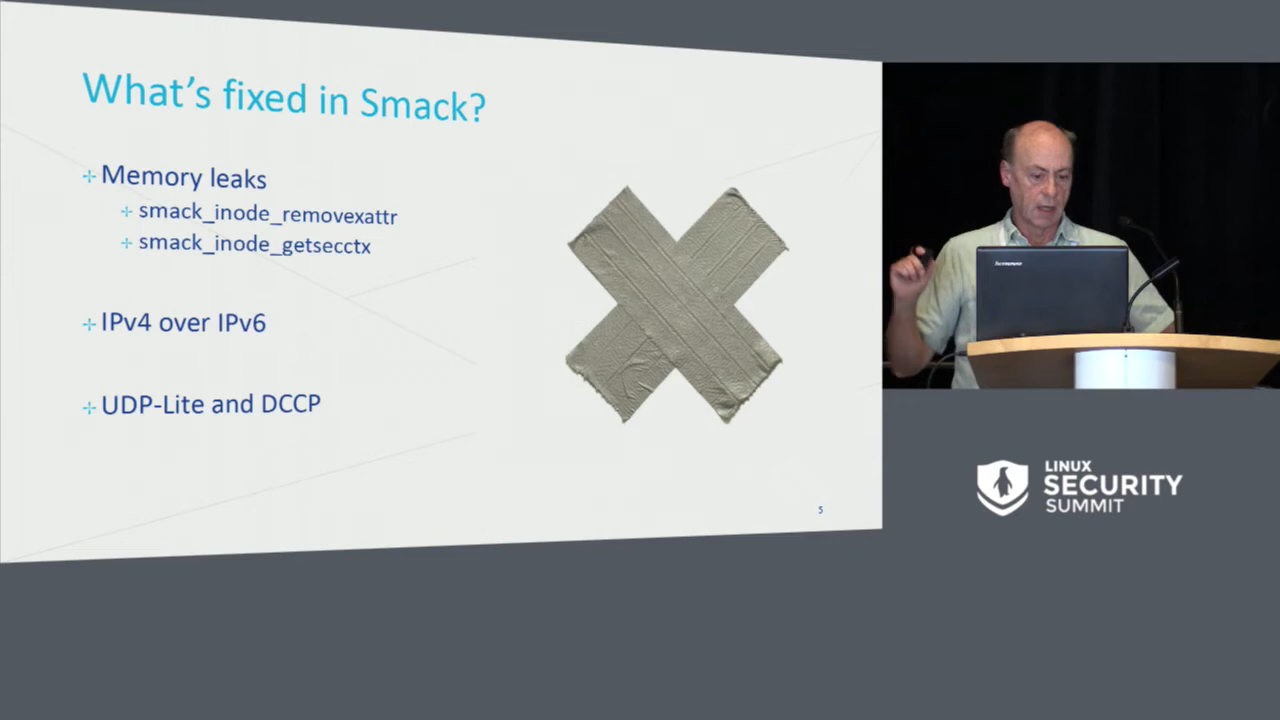 What's fixed in Smack?
Memory leaks
smack_inode_removexattr
smack_inode_getsecctx
IPv4 over IPv6
UDP-Lite and DCCP
5
lenovo
LINUX
SECURITY
SUMMIT